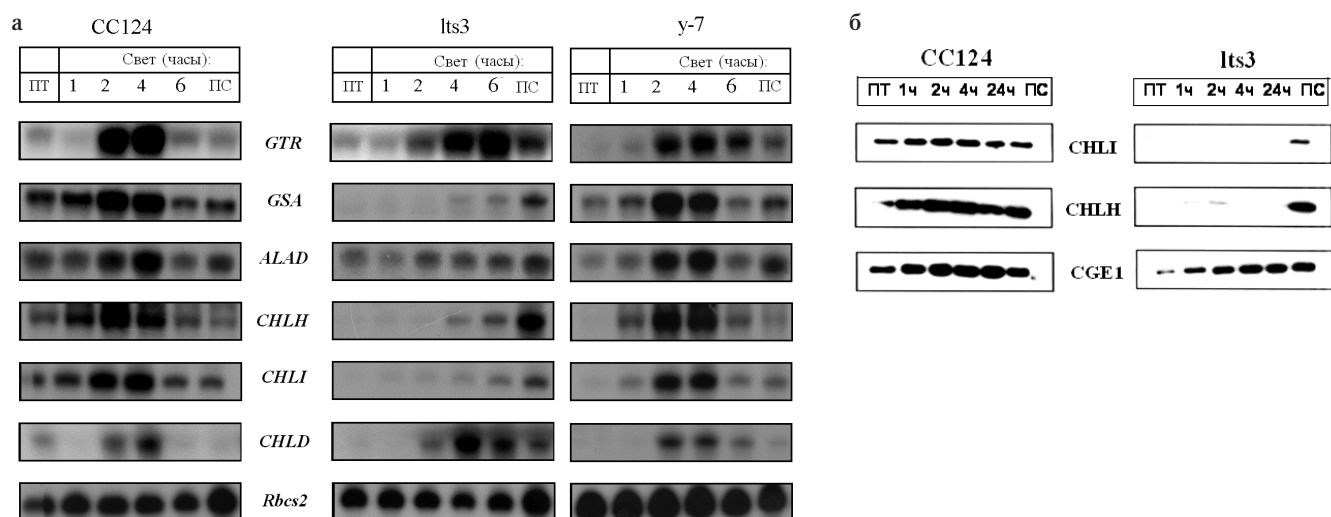 а
CC124
lts3
y-7
Свет (часы):
ПТ 1 2 4 6 ПС
Свет (часы):
ПТ 1 2 4 6 ПС
Свет (часы):
ПТ 1 2 4 6 ПС
GTR
GSA
ALAD
CHLH
CHLI
CHLD
Rbcs2
б
CC124
lts3
ПТ 1ч 2ч 4ч 24ч ПС
ПТ 1ч 2ч 4ч 24ч ПС
CHLI
CHLH
CGE1